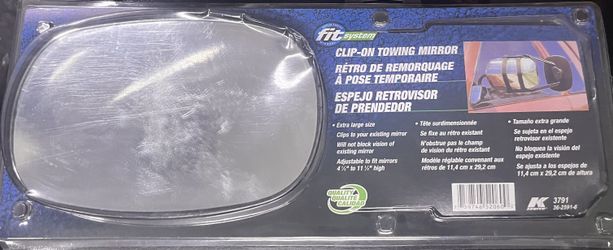 fit system
CLIP-ON TOWING MIRROR
RÉTRO DE REMORQUAGE
À POSE TEMPORAIRE
ESPEJO RETROVISOR
DE PRENDEDOR
• Extra large size
Clips to your existing mirror
Will not block vision of
existing mirror
Adjustable to fit mirrors
4 ½" to 11 ½" high
• Tête surdimensionnée
Se fixe au rétro existant
N'obstrue pas le champ
de vision du rétro existant
Modèle réglable convenant aux
rétros de 11,4 cm x 29,2 cm
• Tamaño extra grande
Se sujeta en el espejo
retrovisor existente
No bloquea la visión del
espejo existente
Se ajusta a los espejos de
11,4 cm x 29,2 cm de altura
QUALITY
QUALITÉ
CALIDAD
K
3791